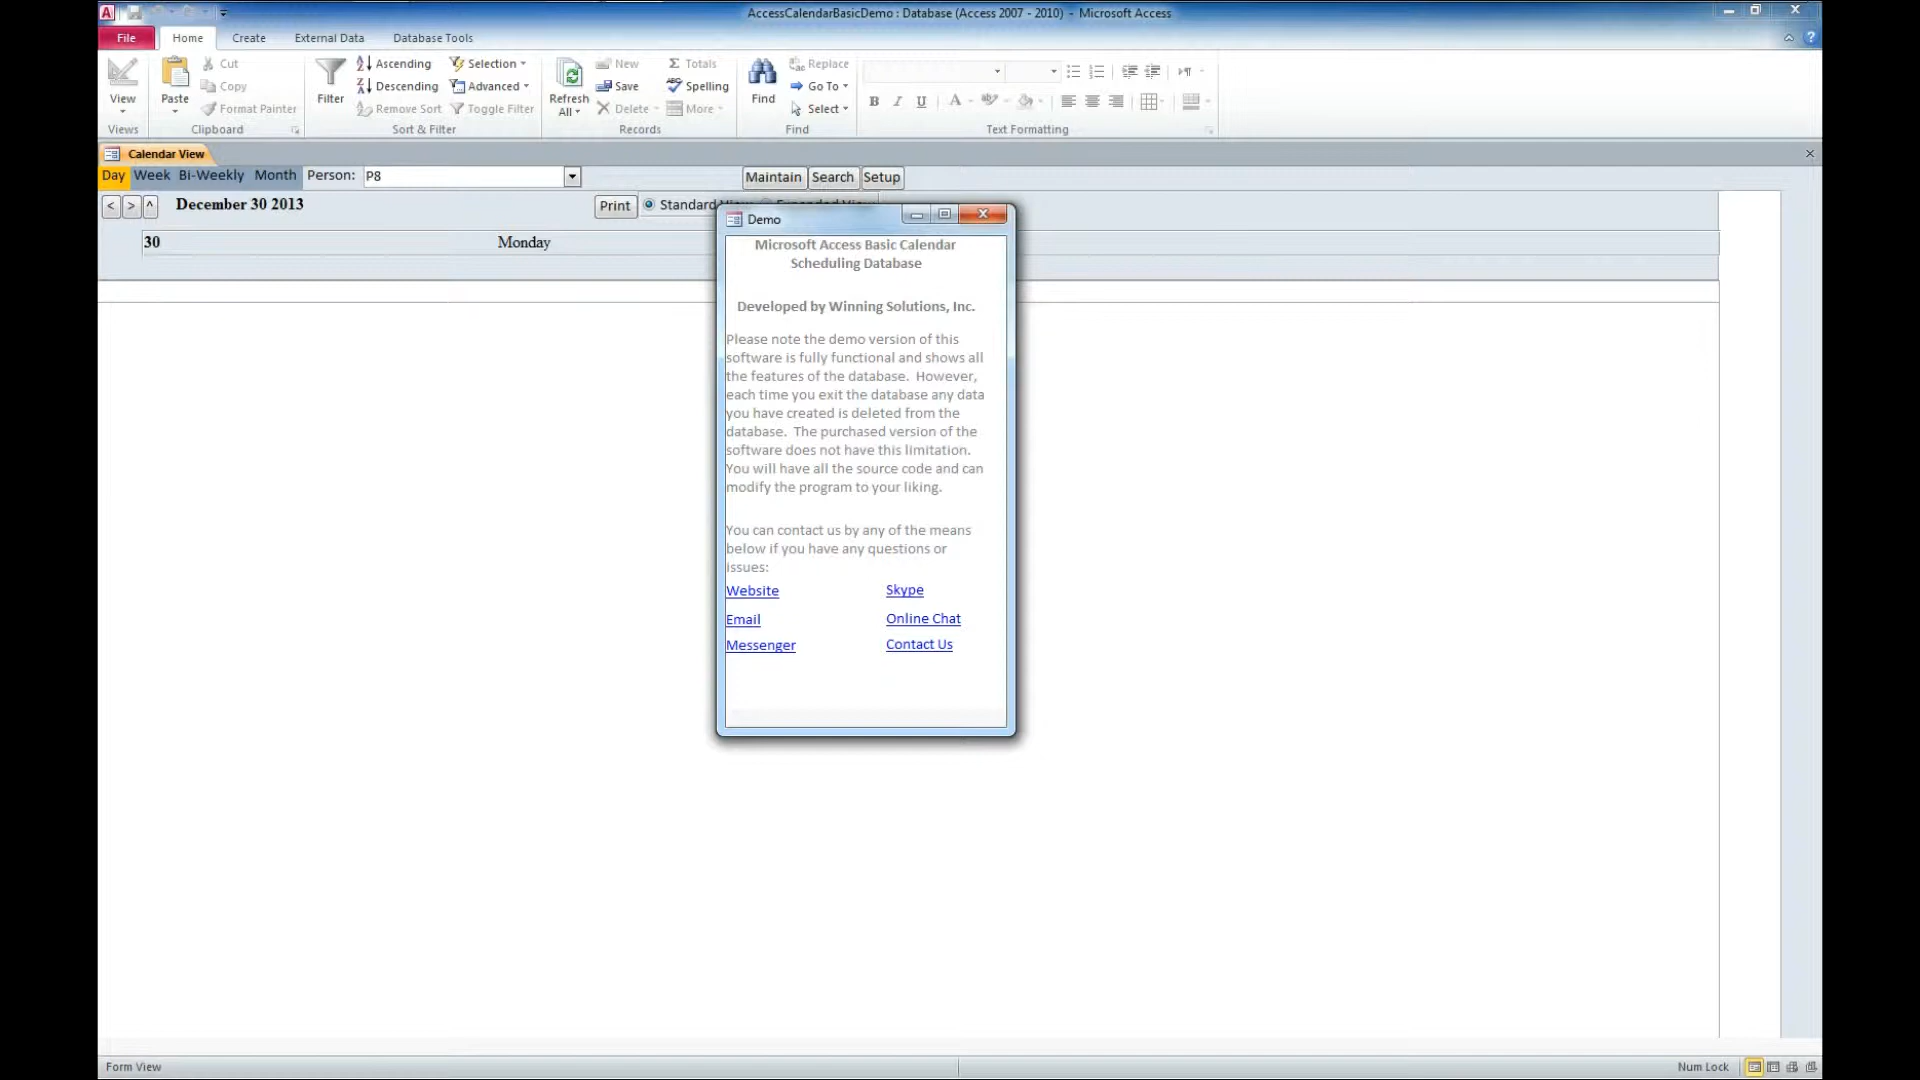 AccessCalendarBasicDemo : Database (Access 2007 - 2010) - Microsoft Access
File Home Create External Data Database Tools
View Paste Cut Copy Format Painter
Filter Ascending Descending Remove Sort Selection Advanced Toggle Filter
Refresh All New Save Delete Totals Spelling More
Find Replace Go To Select
B I U A
Views Clipboard Sort & Filter Records Find Text Formatting
Calendar View
Day Week Bi-Weekly Month Person: P8 Maintain Search Setup
< > ^ December 30 2013 Print Standard
30 Monday
Demo
Microsoft Access Basic Calendar
Scheduling Database
Developed by Winning Solutions, Inc.
Please note the demo version of this
software is fully functional and shows all
the features of the database. However,
each time you exit the database any data
you have created is deleted from the
database. The purchased version of the
software does not have this limitation.
You will have all the source code and can
modify the program to your liking.
You can contact us by any of the means
below if you have any questions or
issues:
Website Skype
Email Online Chat
Messenger Contact Us
Form View Num Lock